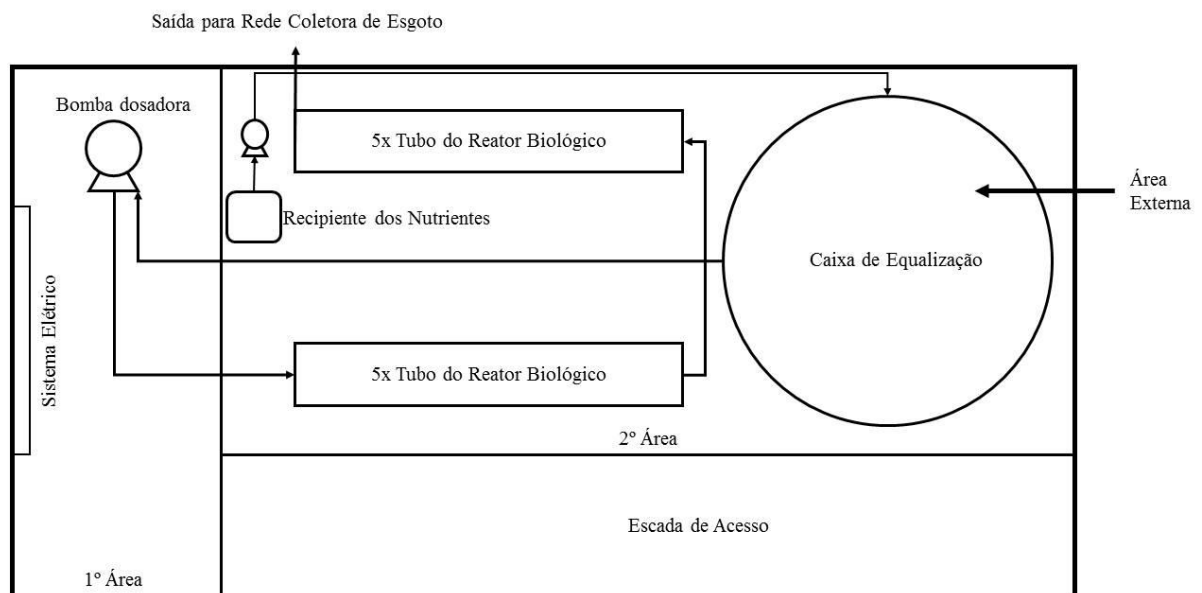 Saída para Rede Coletora de Esgoto
Bomba dosadora
5x Tubo do Reator Biológico
Área
Externa
Recipiente dos Nutrientes
Caixa de Equalização
Sistema Elétrico
5x Tubo do Reator Biológico
2º Área
Escada de Acesso
1º Área